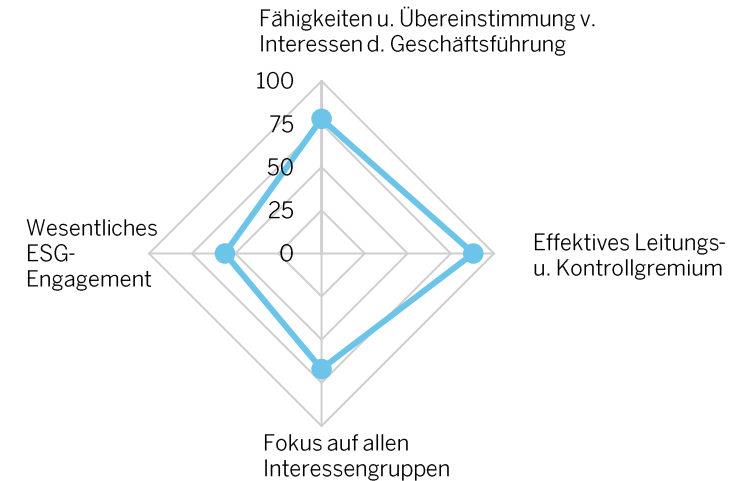 Fähigkeiten u. Übereinstimmung v.
Interessen d. Geschäftsführung
100
75
50
25
0
Wesentliches
ESG-
Engagement
Effektives Leitungs-
u. Kontrollgremium
Fokus auf allen
Interessengruppen